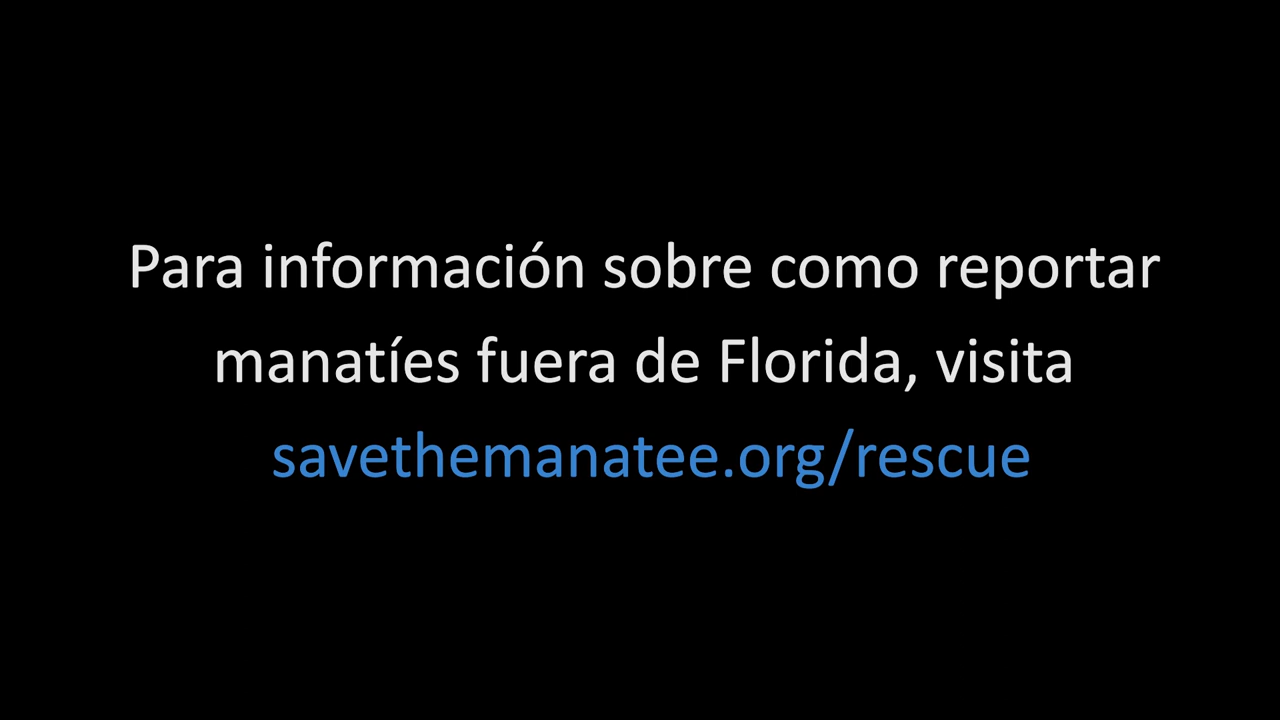 Para información sobre como reportar
manatíes fuera de Florida, visita
savethemanatee.org/rescue